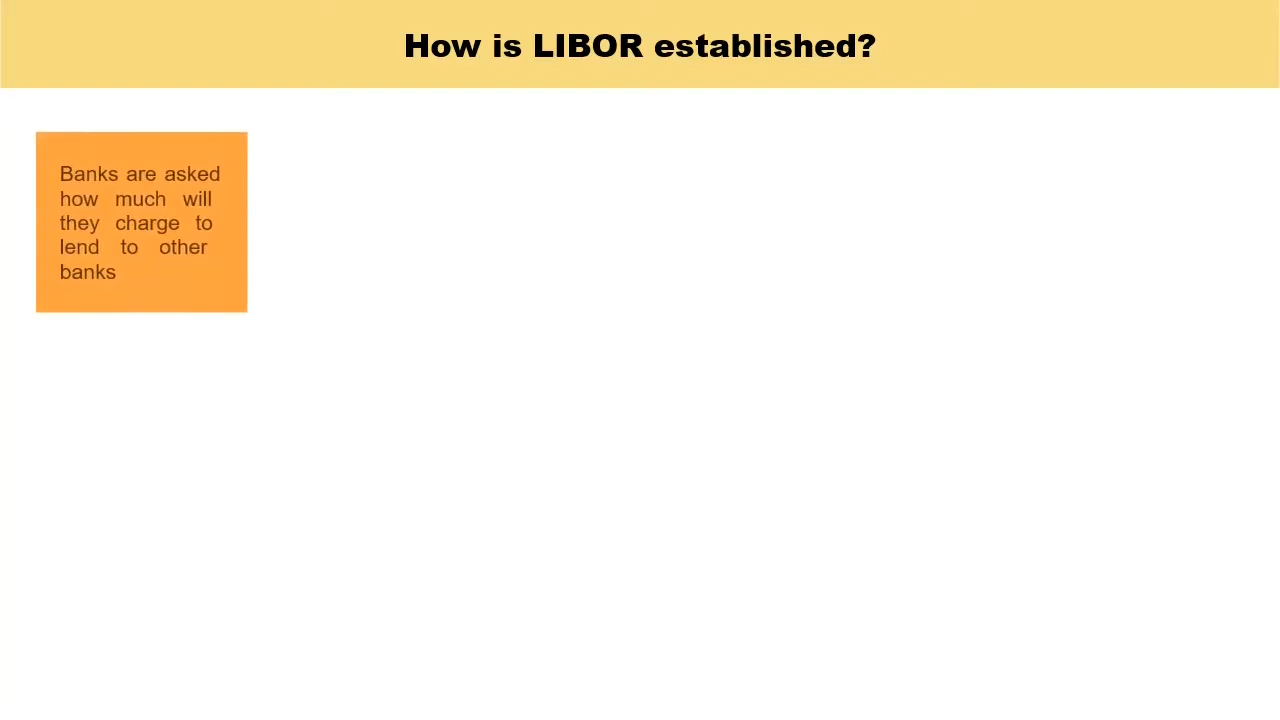 How is LIBOR established?
Banks are asked
how much will
they charge to
lend to other
banks